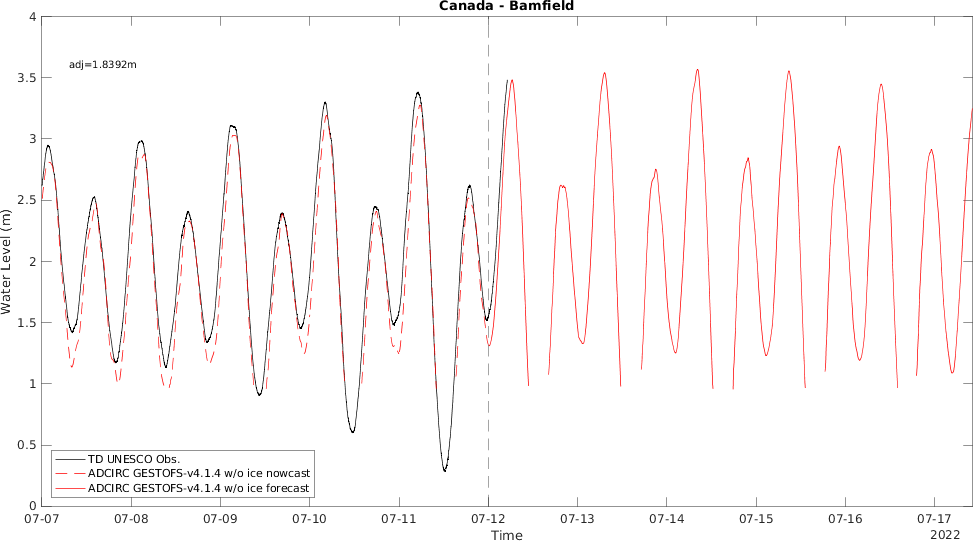 Canada - Bamfield
adj=1.8392m
Water Level (m)
4
3.5
3
2.5
2
1.5
1
0.5
0
TD UNESCO Obs.
ADCIRC GESTOFS-v4.1.4 w/o ice nowcast
ADCIRC GESTOFS-v4.1.4 w/o ice forecast
07-07 07-08 07-09 07-10 07-11 07-12 07-13 07-14 07-15 07-16 07-17
Time
2022